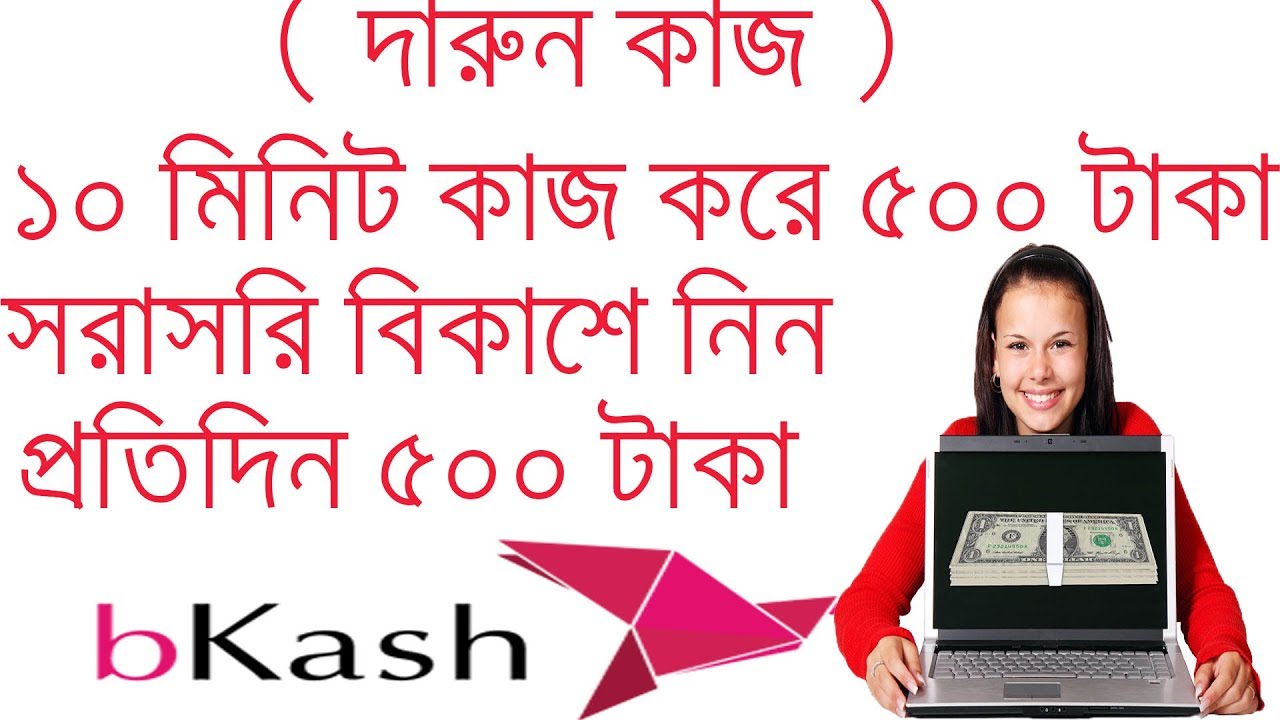 ( দারুন কাজ )
১০ মিনিট কাজ করে ৫০০ টাকা
সরাসরি বিকাশে নিন
প্রতিদিন ৫০০ টাকা
bKash